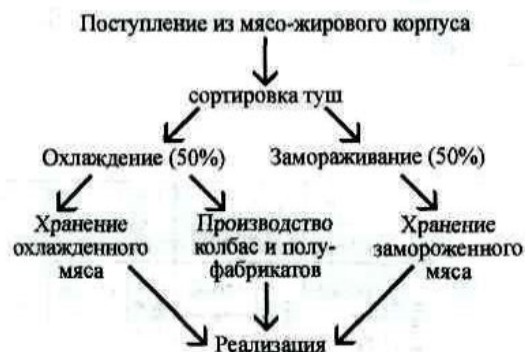 Поступление из мясо-жирового корпуса
сортировка туш
Охлаждение (50%)
Замораживание (50%)
Хранение
охлажденного
мяса
Производство
колбас и полу-
фабрикатов
Хранение
замороженного
мяса
Реализация